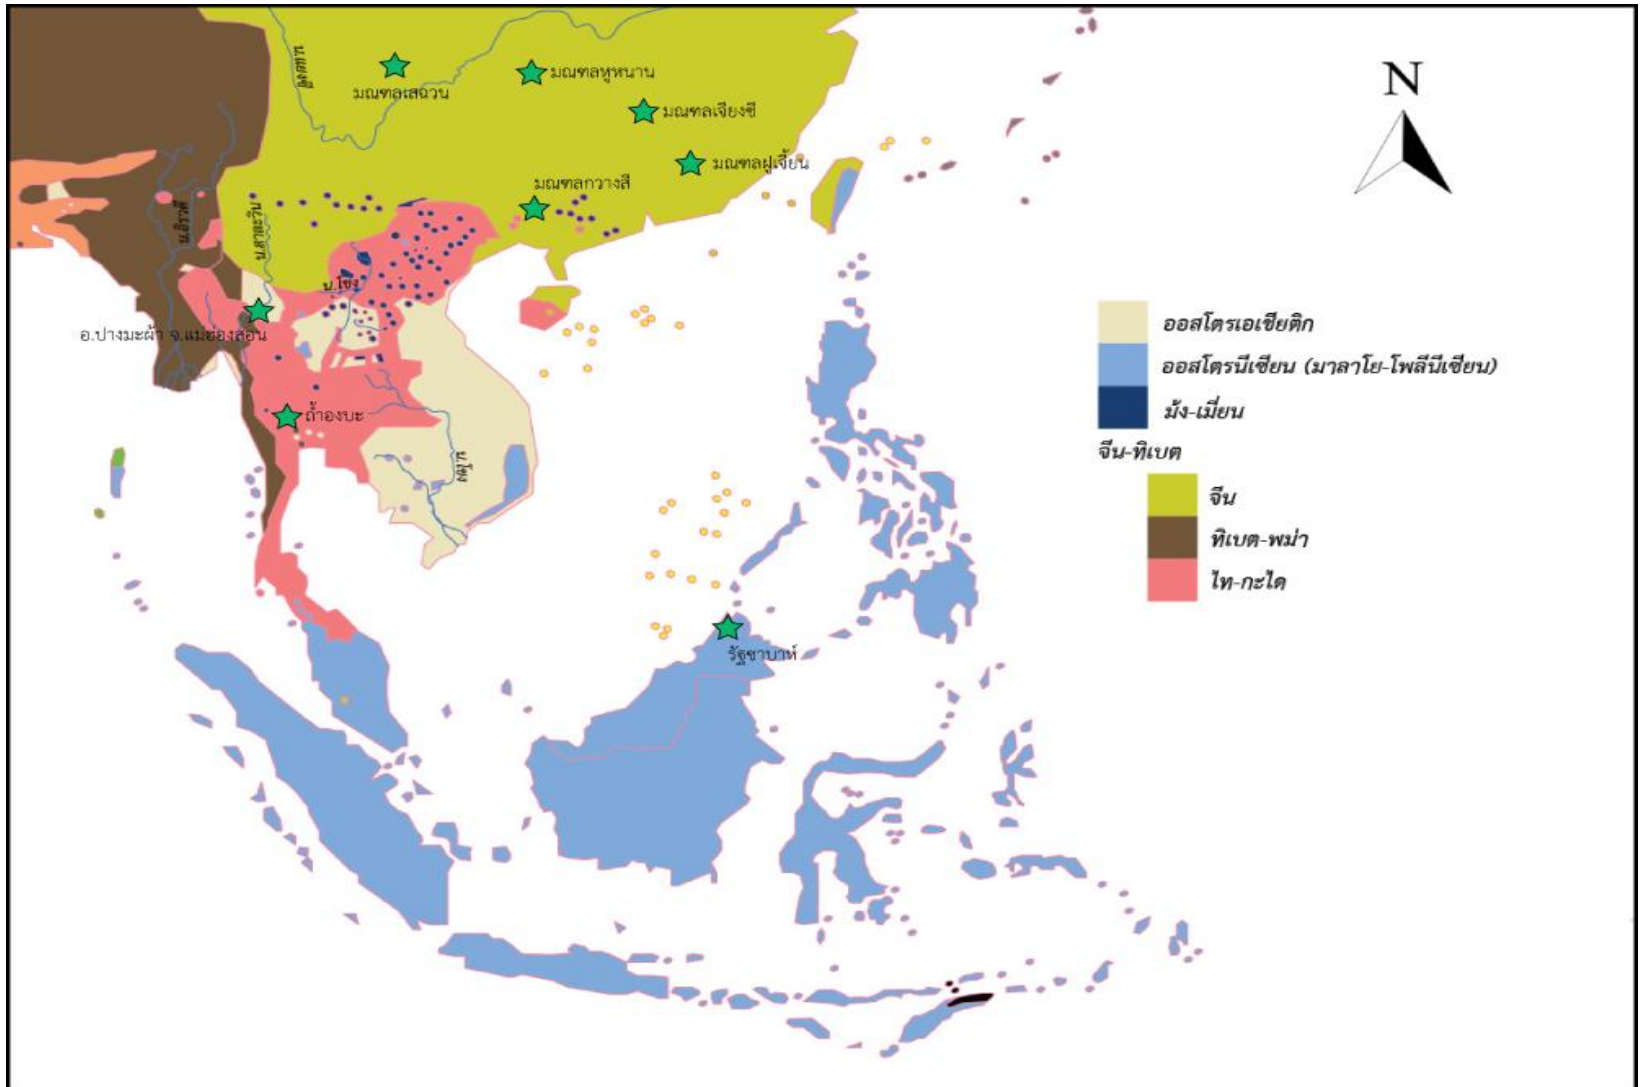 N
น.แยงซี
มณฑลเสฉวน
มณฑลหูหนาน
มณฑลเจียงซี
มณฑลฝูเจี้ยน
มณฑลกวางสี
น.อิรวดี
น.สาละวิน
น.โขง
อ.ปางมะผ้า จ.แม่ฮ่องสอน
ถ้ำองบะ
น.โขง
รัฐซาบาห์
ออสโตรเอเชียติก
ออสโตรนีเซียน (มาลาโย-โพลีนีเซียน)
ม้ง-เมี่ยน
จีน-ทิเบต
จีน
ทิเบต-พม่า
ไท-กะได